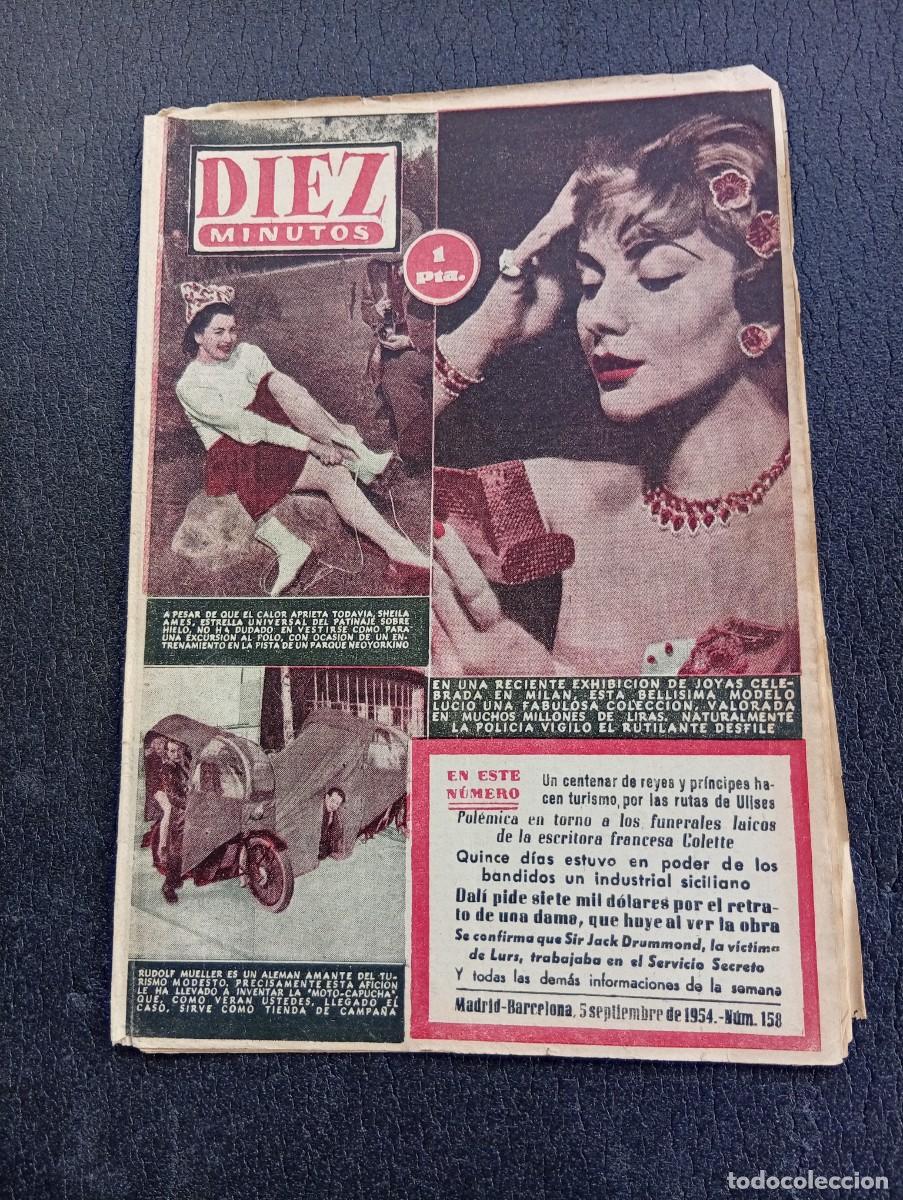 DIEZ
MINUTOS
1
Pta.
A PESAR DE QUE EL CALOR APRIETA TODAVIA, SHEILA
AMES, ESTRELLA UNIVERSAL DEL PATINAJE SOBRE
HIELO, NO HA DUDADO EN VESTIRSE COMO PARA
UNA EXCURSION AL POLO, CON OCASION DE UN EN-
TRENAMIENTO EN LA PISTA DE UN PARQUE NEOYORKINO
EN UNA RECIENTE EXHIBICION DE JOYAS CELE-
BRADA EN MILAN, ESTA BELLISIMA MODELO
LUCIO UNA FABULOSA COLECCION, VALORADA
EN MUCHOS MILLONES DE LIRAS. NATURALMENTE
LA POLICIA VIGILO EL RUTILANTE DESFILE
RUDOLF MUELLER ES UN ALEMAN AMANTE DEL TU-
RISMO MODESTO. PRECISAMENTE ESTA AFICION
LE HA LLEVADO A INVENTAR LA "MOTO-CAPUCHA"
QUE, COMO VERAN USTEDES, LLEGADO EL
CASO, SIRVE COMO TIENDA DE CAMPAÑA
EN ESTE
NÚMERO
Un centenar de reyes y príncipes ha-
cen turismo, por las rutas de Ulises
Polémica en torno a los funerales laicos
de la escritora francesa Colette
Quince días estuvo en poder de los
bandidos un industrial siciliano
Dalí pide siete mil dólares por el retra-
to de una dama, que huye al ver la obra
Se confirma que Sir Jack Drummond, la víctima
de Lurs, trabajaba en el Servicio Secreto
Y todas las demás informaciones de la semana
Madrid-Barcelona, 5 septiembre de 1954.-Núm. 158
todocoleccion